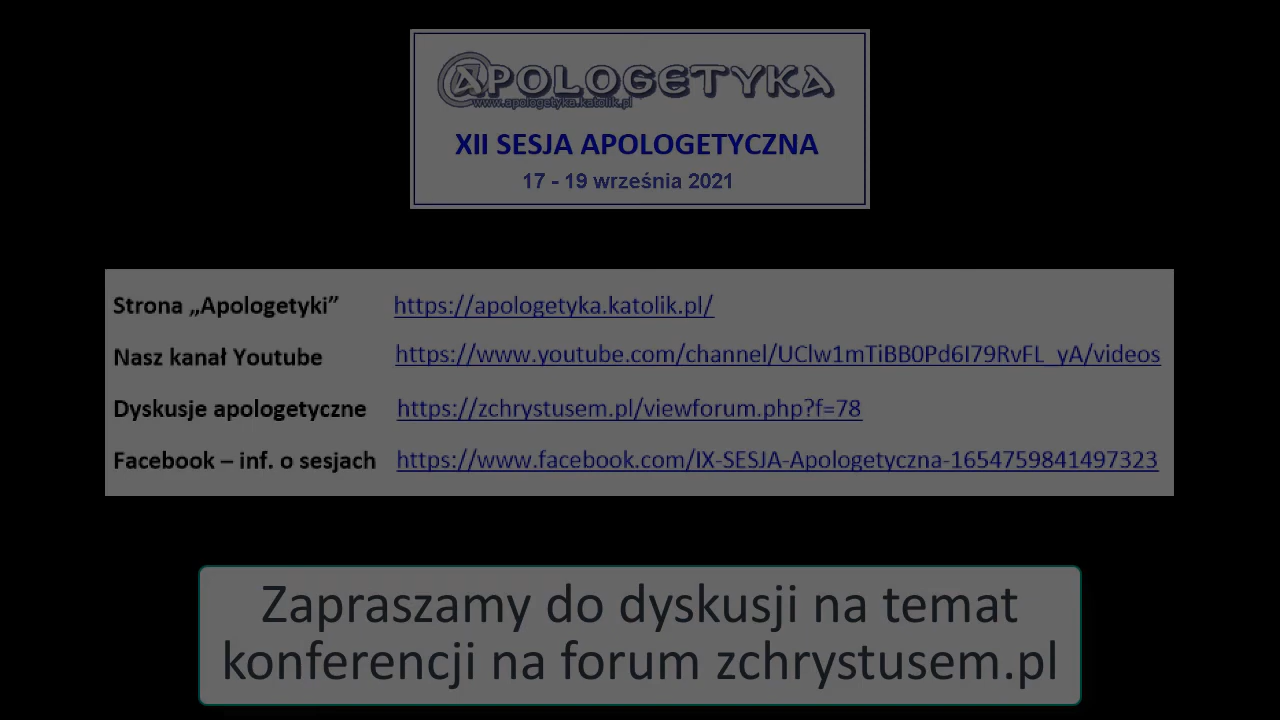 @POLOGETYKA
www.apologetyka.katolik.pl
XII SESJA APOLOGETYCZNA
17 - 19 września 2021
Strona „Apologetyki” https://apologetyka.katolik.pl/
Nasz kanał Youtube https://www.youtube.com/channel/UClw1mTiBB0Pd6I79RvFL_yA/videos
Dyskusje apologetyczne https://zchrystusem.pl/viewforum.php?f=78
Facebook – inf. o sesjach https://www.facebook.com/IX-SESJA-Apologetyczna-1654759841497323
Zapraszamy do dyskusji na temat
konferencji na forum zchrystusem.pl